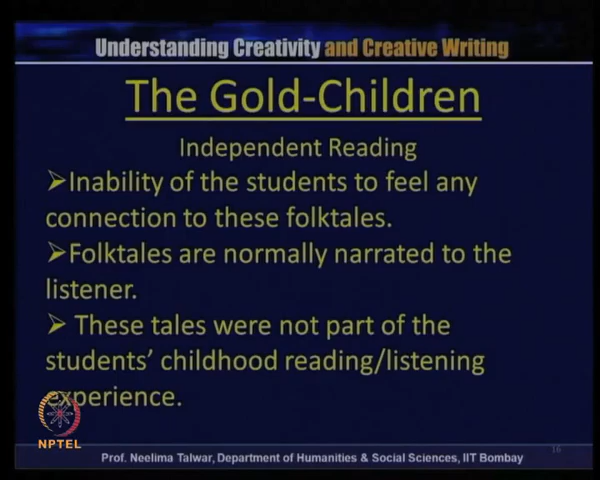 Understanding Creativity and Creative Writing
The Gold-Children
Independent Reading
➢Inability of the students to feel any
connection to these folktales.
➢Folktales are normally narrated to the
listener.
➢ These tales were not part of the
students’ childhood reading/listening
experience.
NPTEL
16
Prof. Neelima Talwar, Department of Humanities & Social Sciences, IIT Bombay